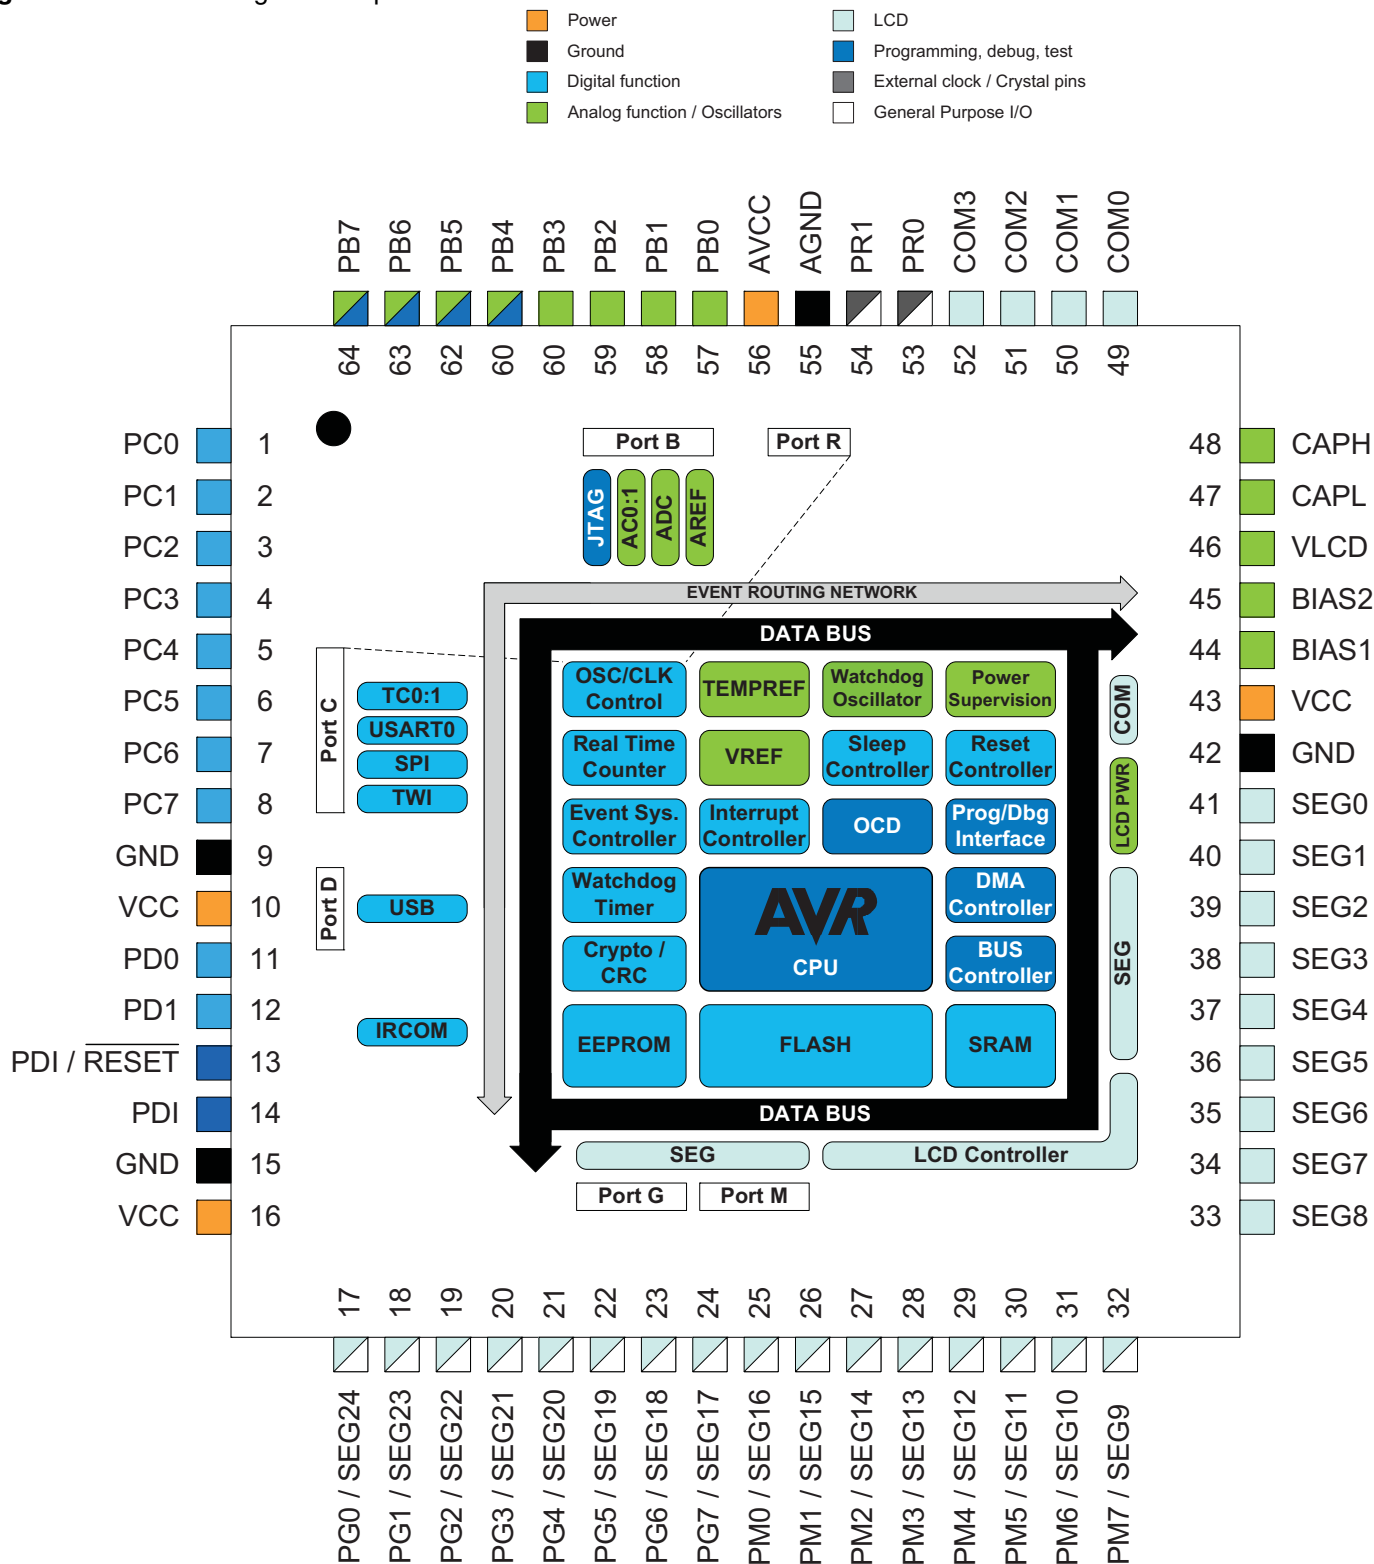 Power
Ground
Digital function
Analog function / Oscillators
LCD
Programming, debug, test
External clock / Crystal pins
General Purpose I/O
PB7
PB6
PB5
PB4
PB3
PB2
PB1
PB0
AVCC
AGND
PR1
PR0
COM3
COM2
COM1
COM0
64
63
62
60
60
59
58
57
56
55
54
53
52
51
50
49
PC0 1
PC1 2
PC2 3
PC3 4
PC4 5
PC5 6
PC6 7
PC7 8
GND 9
VCC 10
PD0 11
PD1 12
PDI / RESET 13
PDI 14
GND 15
VCC 16
Port B
Port R
JTAG
AC0:1
ADC
AREF
EVENT ROUTING NETWORK
DATA BUS
Port C
TC0:1
USART0
SPI
TWI
Port D
USB
IRCOM
OSC/CLK
Control
TEMPREF
Watchdog
Oscillator
Power
Supervision
Real Time
Counter
VREF
Sleep
Controller
Reset
Controller
Event Sys.
Controller
Interrupt
Controller
OCD
Prog/Dbg
Interface
Watchdog
Timer
AVR
CPU
DMA
Controller
Crypto /
CRC
BUS
Controller
EEPROM
FLASH
SRAM
DATA BUS
COM
LCD PWR
SEG
SEG
LCD Controller
Port G
Port M
48 CAPH
47 CAPL
46 VLCD
45 BIAS2
44 BIAS1
43 VCC
42 GND
41 SEG0
40 SEG1
39 SEG2
38 SEG3
37 SEG4
36 SEG5
35 SEG6
34 SEG7
33 SEG8
17
18
19
20
21
22
23
24
25
26
27
28
29
30
31
32
PG0 / SEG24
PG1 / SEG23
PG2 / SEG22
PG3 / SEG21
PG4 / SEG20
PG5 / SEG19
PG6 / SEG18
PG7 / SEG17
PM0 / SEG16
PM1 / SEG15
PM2 / SEG14
PM3 / SEG13
PM4 / SEG12
PM5 / SEG11
PM6 / SEG10
PM7 / SEG9